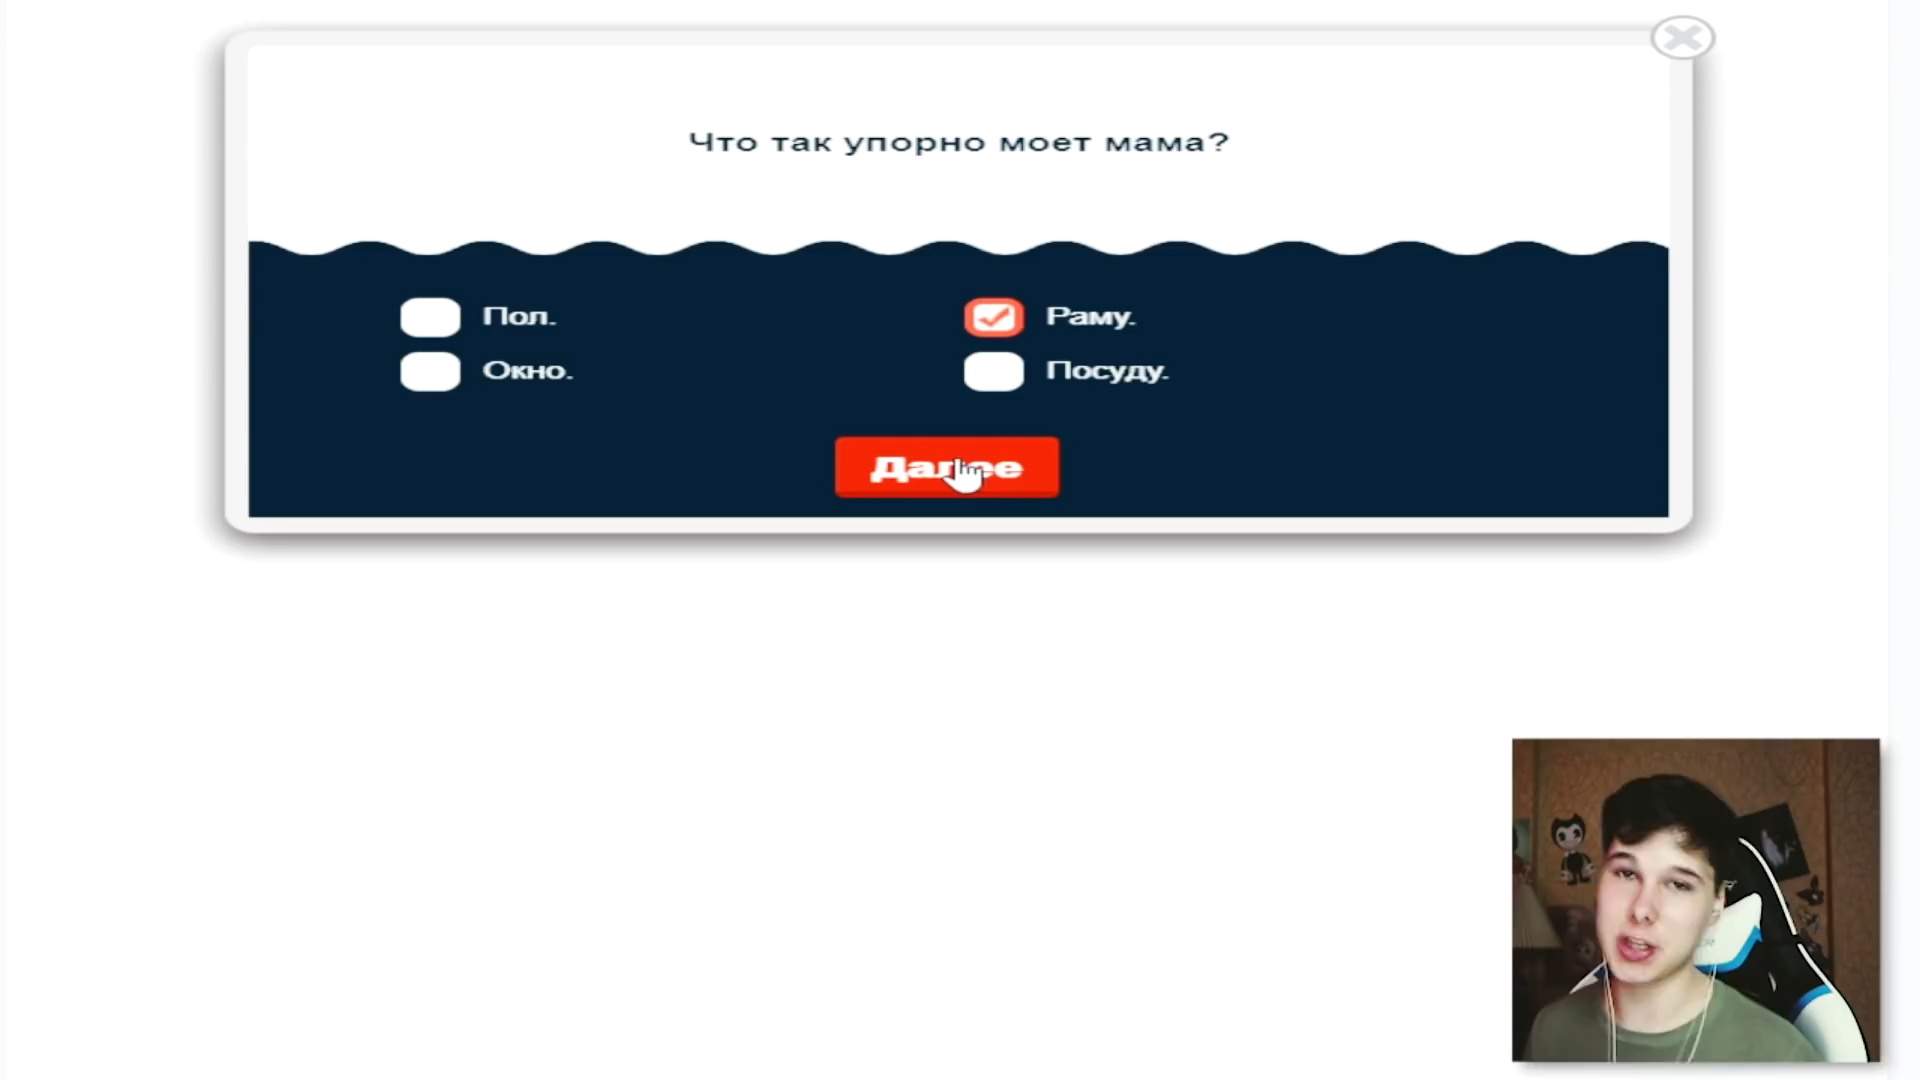 Что так упорно моет мама?
Пол.
Раму.
Окно.
Посуду.
Далее